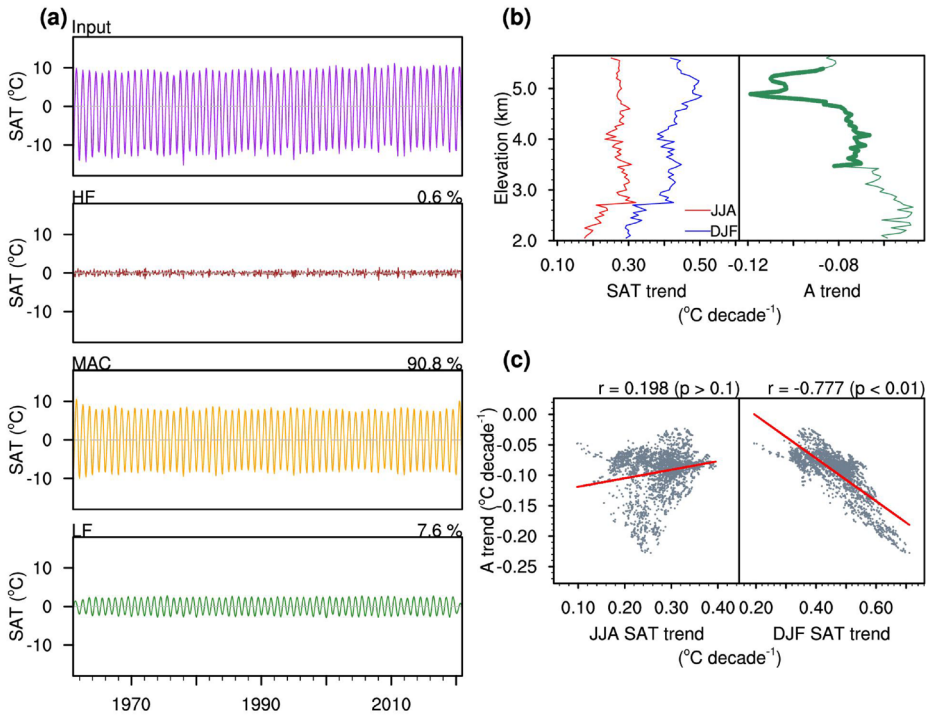 (a)
Input
10
0
-10
SAT (°C)
HF 0.6 %
10
0
-10
SAT (°C)
MAC 90.8 %
10
0
-10
SAT (°C)
LF 7.6 %
10
0
-10
SAT (°C)
1970 1990 2010
(b)
5.0
4.0
3.0
2.0
Elevation (km)
JJA
DJF
0.10 0.30 0.50 -0.12 -0.08
SAT trend A trend
(°C decade⁻¹)
(c)
r = 0.198 (p > 0.1) r = -0.777 (p < 0.01)
0.00
-0.05
-0.10
-0.15
-0.20
-0.25
A trend (°C decade⁻¹)
0.10 0.20 0.30 0.40 0.20 0.40 0.60
JJA SAT trend DJF SAT trend
(°C decade⁻¹)